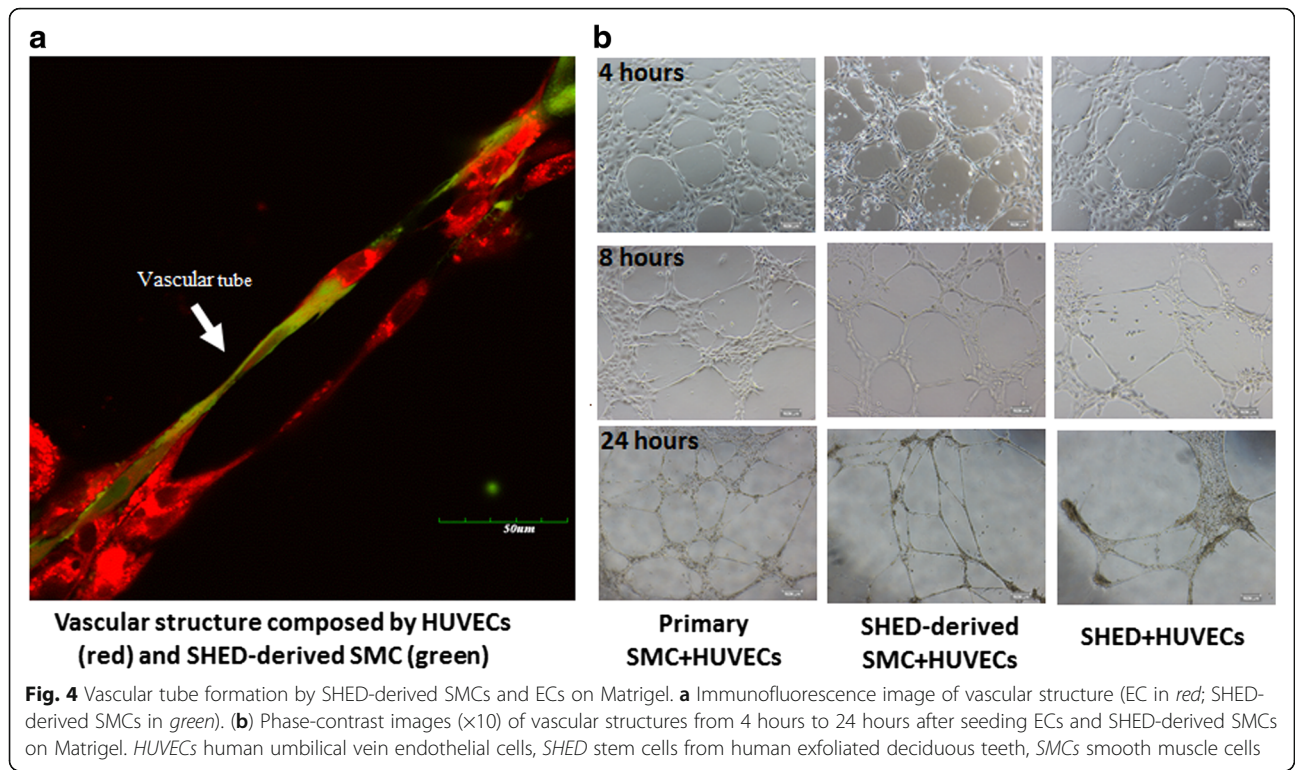 a
b
Vascular tube
50um
4 hours
8 hours
24 hours
Vascular structure composed by HUVECs
(red) and SHED-derived SMC (green)
Primary
SMC+HUVECs
SHED-derived
SMC+HUVECs
SHED+HUVECs
Fig. 4 Vascular tube formation by SHED-derived SMCs and ECs on Matrigel. a Immunofluorescence image of vascular structure (EC in red; SHED-
derived SMCs in green). (b) Phase-contrast images (×10) of vascular structures from 4 hours to 24 hours after seeding ECs and SHED-derived SMCs
on Matrigel. HUVECs human umbilical vein endothelial cells, SHED stem cells from human exfoliated deciduous teeth, SMCs smooth muscle cells